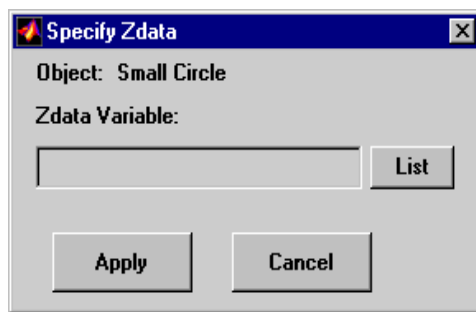 Specify Zdata
Object: Small Circle
Zdata Variable:
List
Apply Cancel